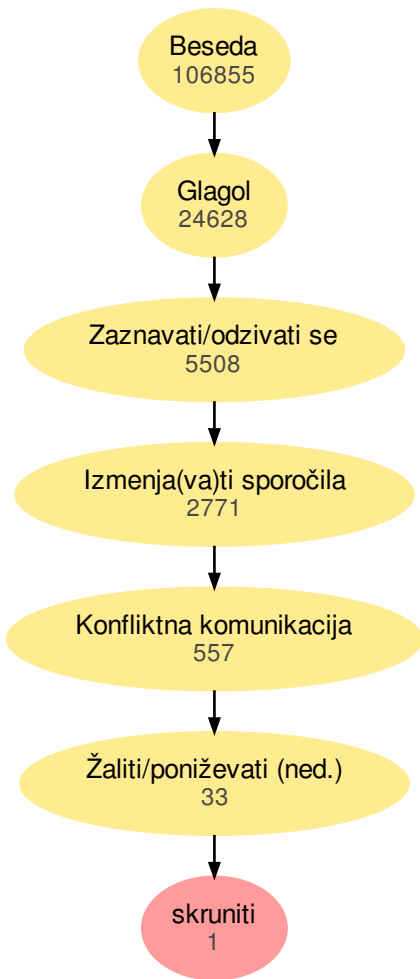 Beseda
106855
Glagol
24628
Zaznavati/odzivati se
5508
Izmenja(va)ti sporočila
2771
Konfliktna komunikacija
557
Žaliti/poniževati (ned.)
33
skruniti
1